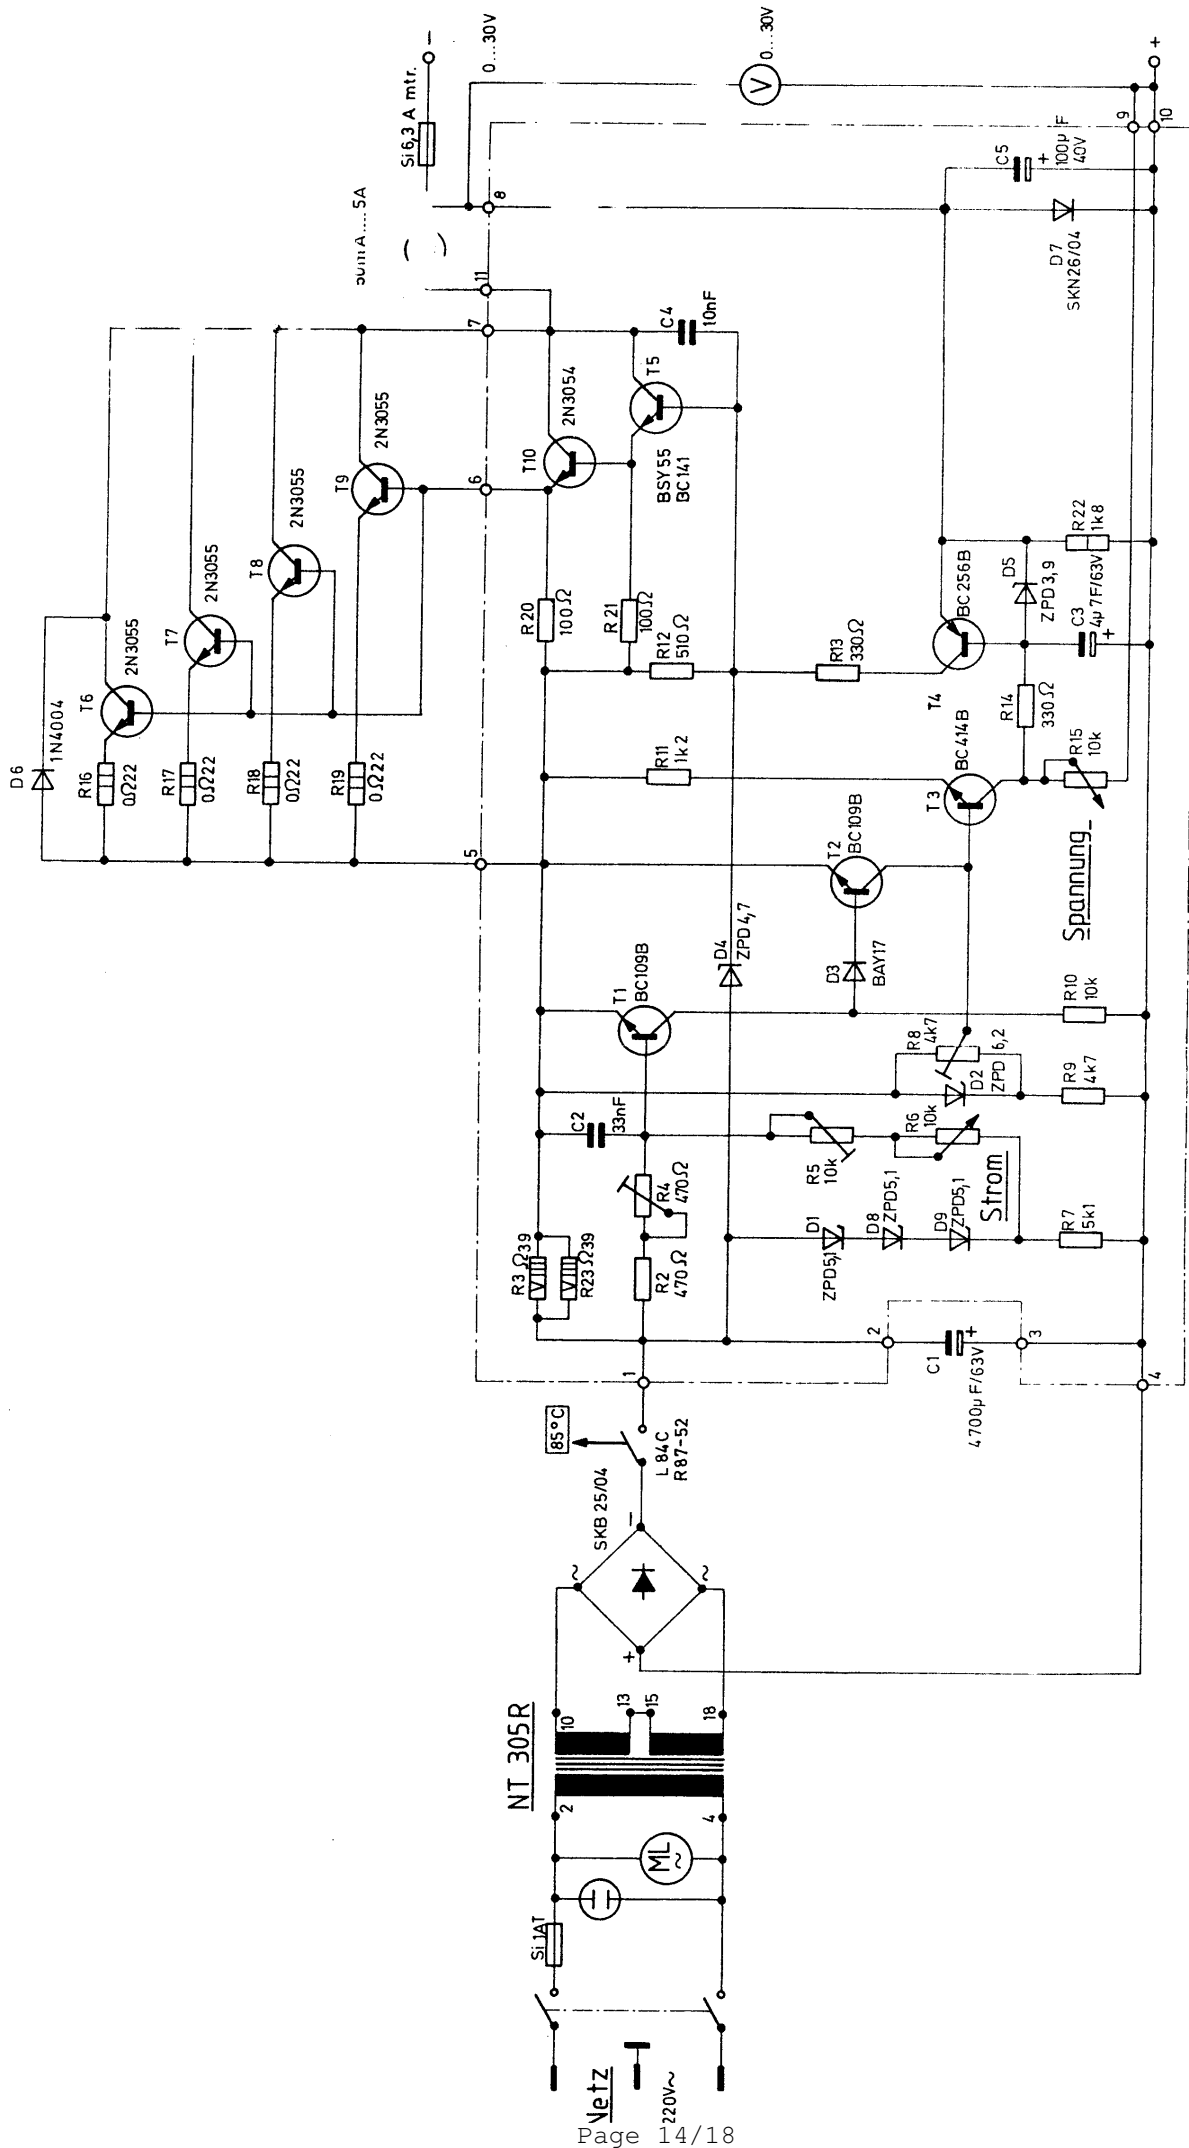 NT 305R
Netz
220V~
Si 1AT
2
4
ML
~
10
13
15
18
~
~
+
−
SKB 25/04
85°C
L 84C
R87-52
1
2
3
4
C1
4700µF/63V
+
R3 Ω39
R23 Ω39
R2
470Ω
R4
470Ω
C2
33nF
T1
BC109B
D1
ZPD5,1
D8
ZPD5,1
D9
ZPD5,1
R7
5k1
R5
10k
R6
10k
Strom
D2
ZPD 6,2
R8
4k7
R9
4k7
R10
10k
D3
BAY17
D4
ZPD4,7
T2
BC109B
T3
BC414B
Spannung
R15
10k
R14
330Ω
R11
1k2
R12
510Ω
R13
330Ω
T4
BC256B
D5
ZPD3,9
C3
4µ7F/63V
+
R22
1k8
R20
100Ω
R21
100Ω
T10
2N3054
T5
BSY55
BC141
C4
10nF
5
6
7
11
8
9
10
D6
1N4004
R16
0Ω22
R17
0Ω22
R18
0Ω22
R19
0Ω22
T6
2N3055
T7
2N3055
T8
2N3055
T9
2N3055
50mA....5A
Si6,3 A mtr.
−
0...30V
V
0...30V
C5
100µF
40V
+
D7
SKN26/04
+
Page 14/18